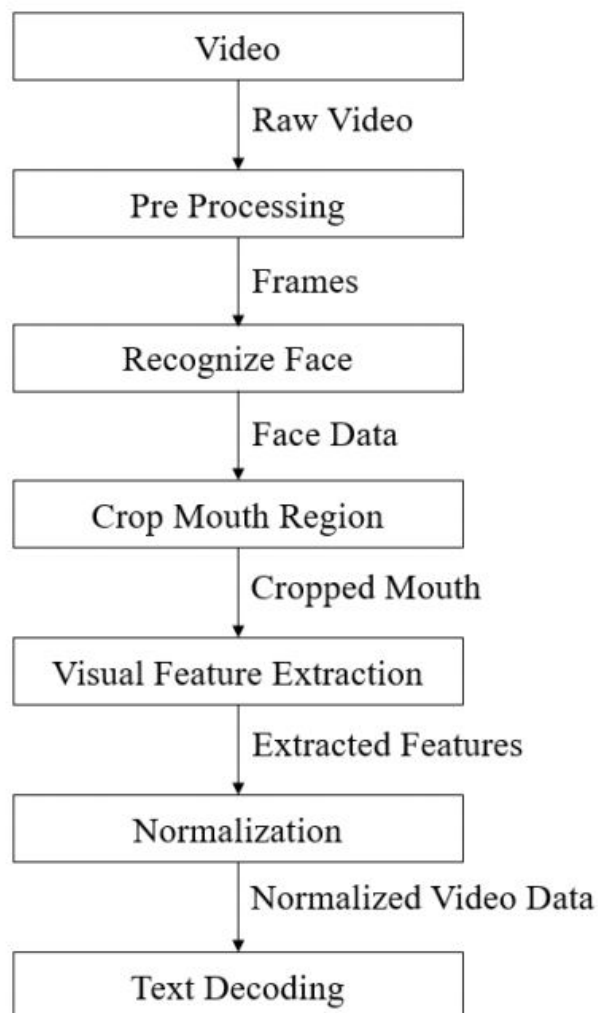 Video
Raw Video
Pre Processing
Frames
Recognize Face
Face Data
Crop Mouth Region
Cropped Mouth
Visual Feature Extraction
Extracted Features
Normalization
Normalized Video Data
Text Decoding